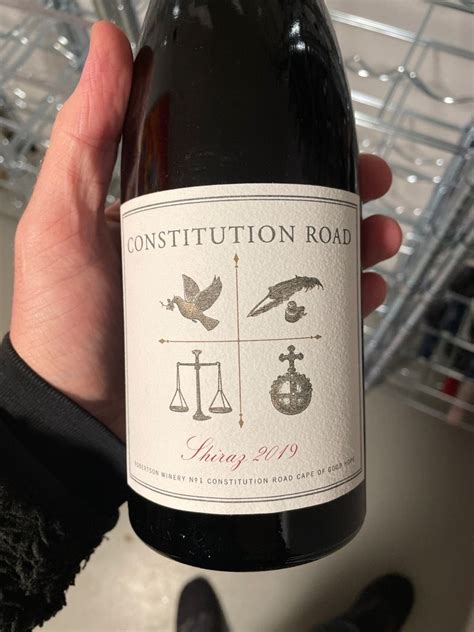 CONSTITUTION ROAD
Shiraz 2019
ROBERTSON WINERY Nº1 CONSTITUTION ROAD CAPE OF GOOD HOPE